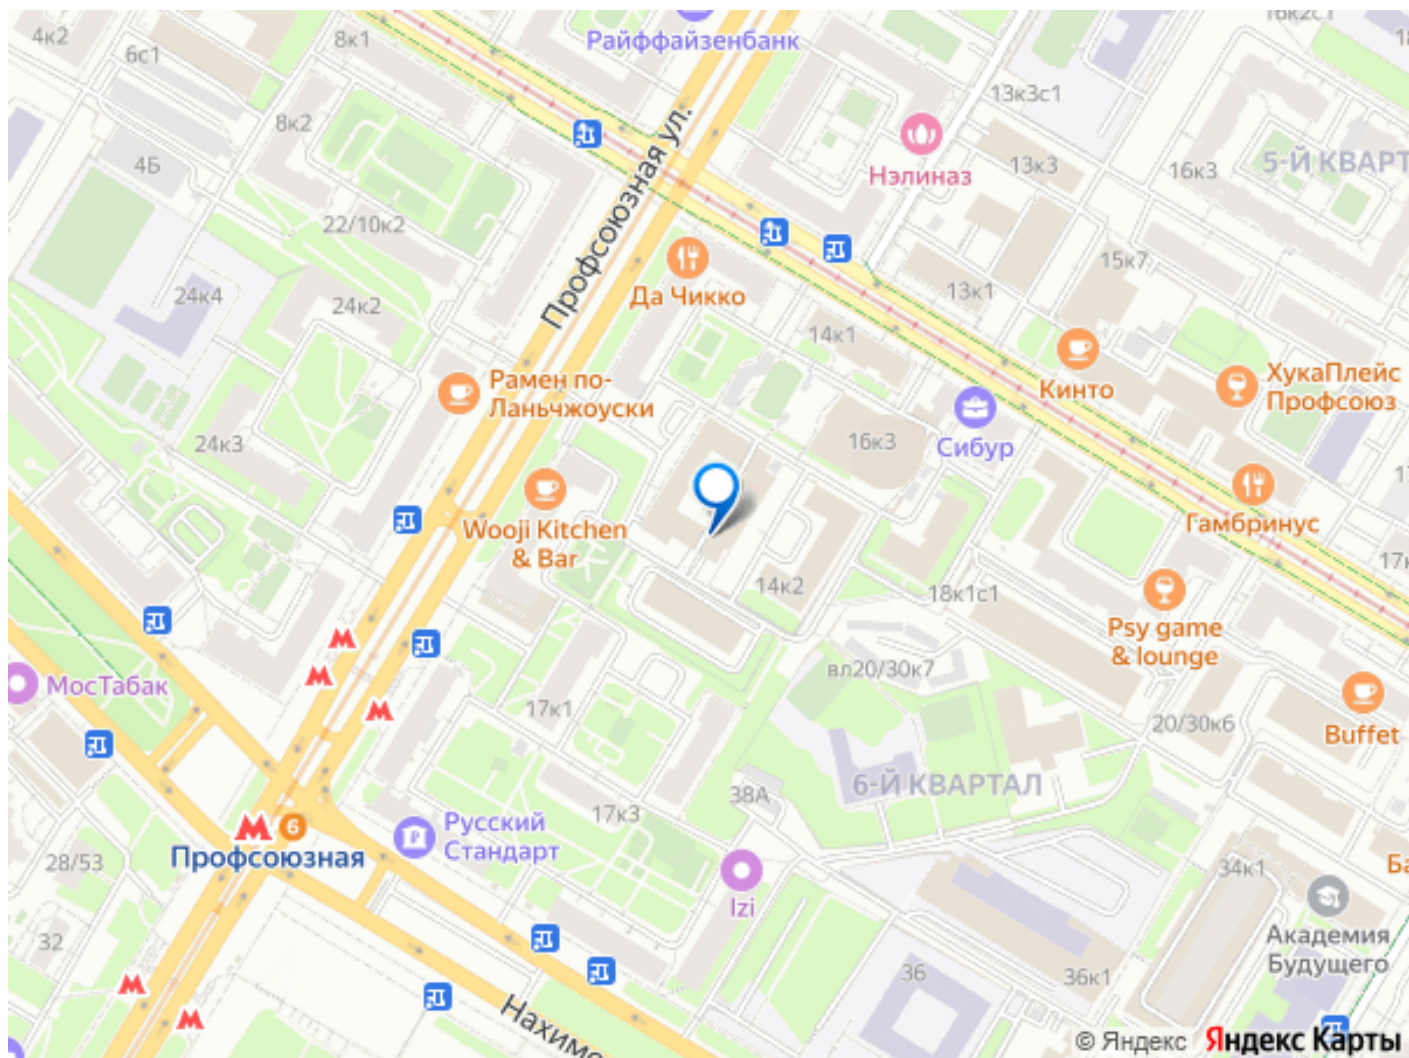 4к2
8к1
Райффайзенбанк
6с1
13к3с1
8к2
4Б
Нэлиназ
13к3
16к3
5-Й КВАРТ
Профсоюзная ул.
22/10к2
24к4
24к2
Да Чикко
13к1
15к7
14к1
Кинто
ХукаПлейс
Профсоюз
Рамен по-
Ланьчжоуски
24к3
16к3
Сибур
Wooji Kitchen
& Bar
Гамбринус
14к2
18к1с1
Psy game
& lounge
МосТабак
вл20/30к7
17к1
20/30к6
Buffet
6-Й КВАРТАЛ
38А
17к3
6
Профсоюзная
Русский
Стандарт
28/53
34к1
Izi
Академия
Будущего
32
36
36к1
Нахимо
© Яндекс Яндекс Карты